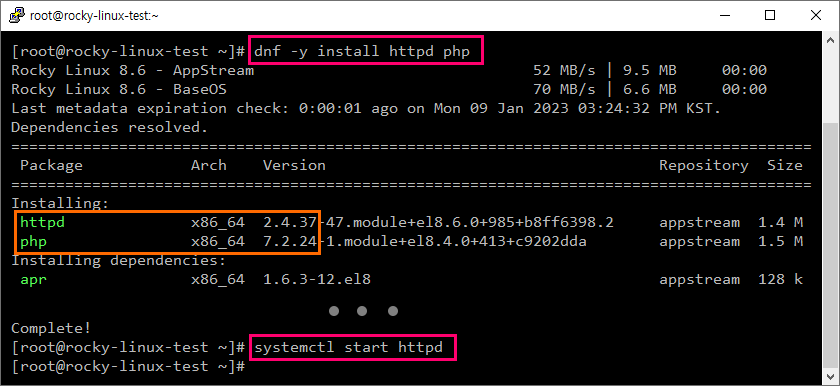 root@rocky-linux-test:~
[root@rocky-linux-test ~]# dnf -y install httpd php
Rocky Linux 8.6 - AppStream 52 MB/s | 9.5 MB 00:00
Rocky Linux 8.6 - BaseOS 70 MB/s | 6.6 MB 00:00
Last metadata expiration check: 0:00:01 ago on Mon 09 Jan 2023 03:24:32 PM KST.
Dependencies resolved.
================================================================================
Package Arch Version Repository Size
================================================================================
Installing:
httpd x86_64 2.4.37-47.module+el8.6.0+985+b8ff6398.2 appstream 1.4 M
php x86_64 7.2.24-1.module+el8.4.0+413+c9202dda appstream 1.5 M
Installing dependencies:
apr x86_64 1.6.3-12.el8 appstream 128 k
● ● ●
Complete!
[root@rocky-linux-test ~]# systemctl start httpd
[root@rocky-linux-test ~]#